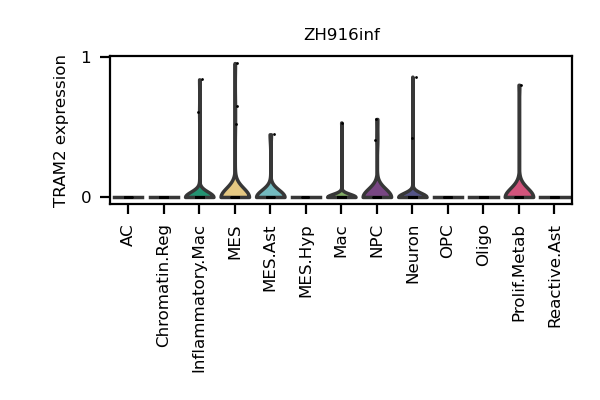 ZH916inf
1
0
TRAM2 expression
AC
Chromatin.Reg
Inflammatory.Mac
MES
MES.Ast
MES.Hyp
Mac
NPC
Neuron
OPC
Oligo
Prolif.Metab
Reactive.Ast